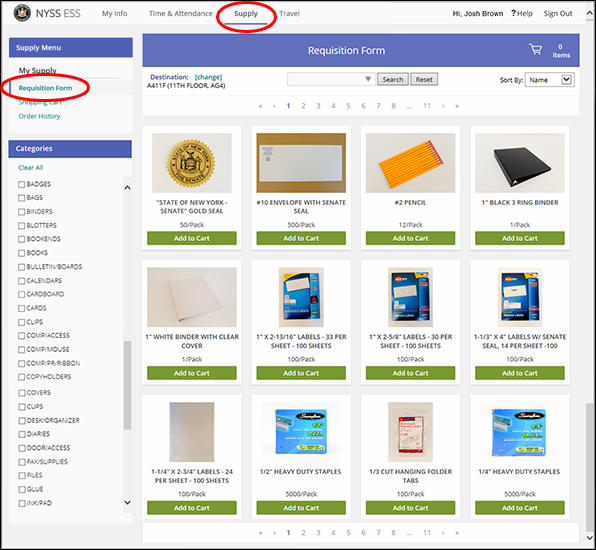 NYSS ESS My Info Time & Attendance Supply Travel Hi, Josh Brown ? Help Sign Out
Supply Menu
My Supply
Requisition Form
Shopping Cart
Order History
Categories
Clear All
BADGES
BAGS
BINDERS
BLOTTERS
BOOKENDS
BOOKS
BULLETIN/BOARDS
CALENDARS
CARDBOARD
CARDS
CLIPS
COMP/ACCESS
COMP/MOUSE
COMP/PR/RIBBON
COPYHOLDERS
COVERS
CUPS
DESK/ORGANIZER
DIARIES
DOOR/ACCESS
FAX/SUPPLIES
FILES
GLUE
INK/PAD
Requisition Form 0 items
Destination: [change]
A411F (11TH FLOOR, AG4)
Search Reset Sort By: Name
« ‹ 1 2 3 4 5 6 7 8 ... 11 › »
"STATE OF NEW YORK - SENATE" GOLD SEAL
50/Pack
Add to Cart
#10 ENVELOPE WITH SENATE SEAL
500/Pack
Add to Cart
#2 PENCIL
12/Pack
Add to Cart
1" BLACK 3 RING BINDER
1/Pack
Add to Cart
1" WHITE BINDER WITH CLEAR COVER
1/Pack
Add to Cart
1" X 2-13/16" LABELS - 33 PER SHEET - 100 SHEETS
100/Pack
Add to Cart
1" X 2-5/8" LABELS - 30 PER SHEET - 100 SHEETS
100/Pack
Add to Cart
1-1/3" X 4" LABELS W/ SENATE SEAL, 14 PER SHEET -100
100/Pack
Add to Cart
1-1/4" X 2-3/4" LABELS - 24 PER SHEET - 100 SHEETS
100/Pack
Add to Cart
1/2" HEAVY DUTY STAPLES
5000/Pack
Add to Cart
1/3 CUT HANGING FOLDER TABS
100/Pack
Add to Cart
1/4" HEAVY DUTY STAPLES
5000/Pack
Add to Cart
« ‹ 1 2 3 4 5 6 7 8 ... 11 › »